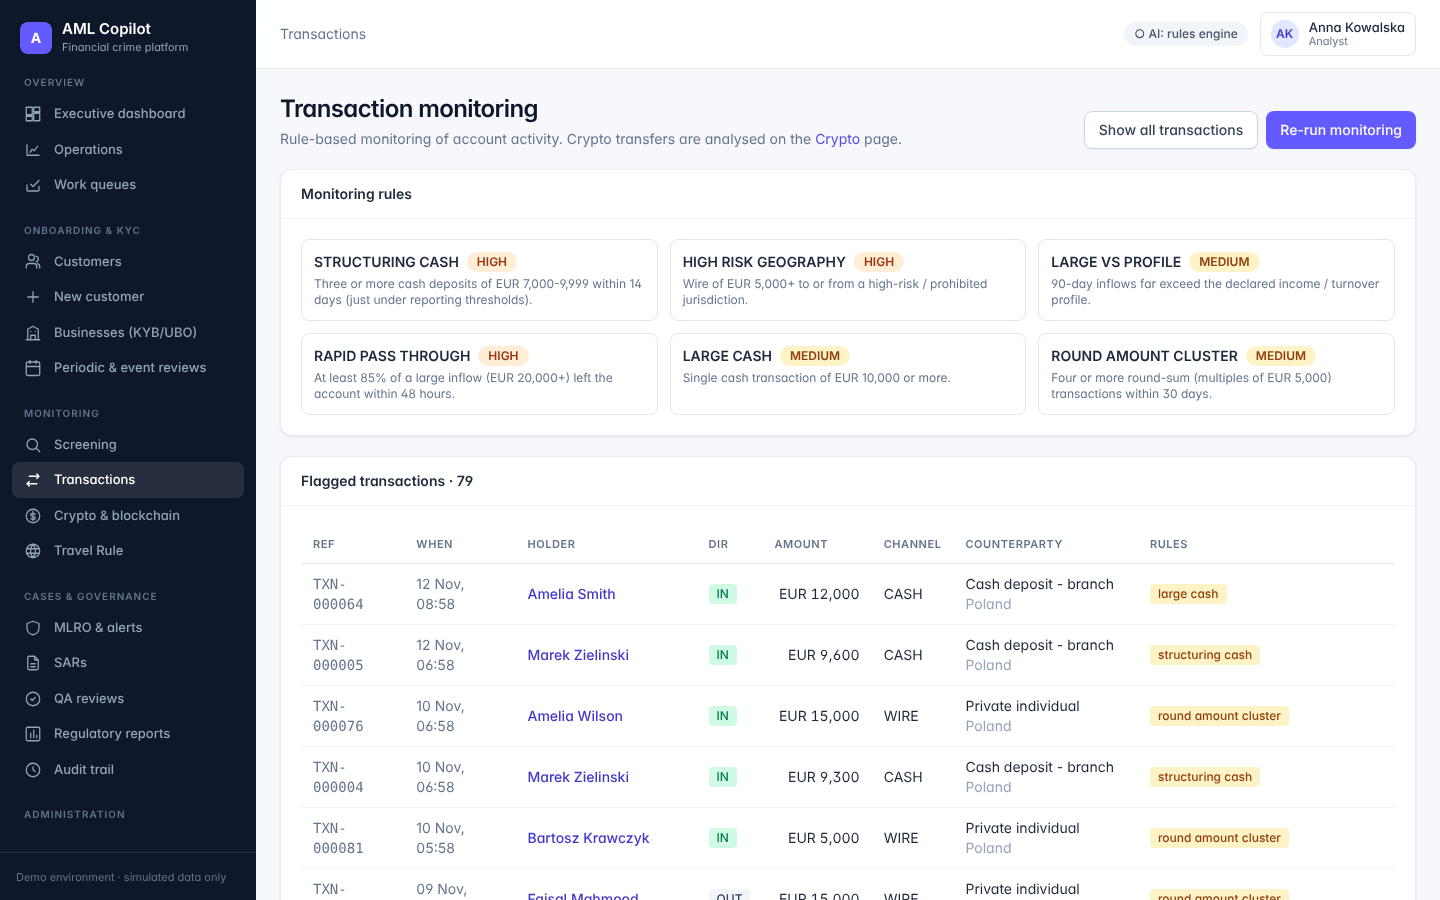 A
AML Copilot
Financial crime platform
OVERVIEW
Executive dashboard
Operations
Work queues
ONBOARDING & KYC
Customers
New customer
Businesses (KYB/UBO)
Periodic & event reviews
MONITORING
Screening
Transactions
Crypto & blockchain
Travel Rule
CASES & GOVERNANCE
MLRO & alerts
SARs
QA reviews
Regulatory reports
Audit trail
ADMINISTRATION
Demo environment · simulated data only
Transactions
AI: rules engine
AK
Anna Kowalska
Analyst
Transaction monitoring
Rule-based monitoring of account activity. Crypto transfers are analysed on the Crypto page.
Show all transactions
Re-run monitoring
Monitoring rules
STRUCTURING CASH HIGH
Three or more cash deposits of EUR 7,000-9,999 within 14
days (just under reporting thresholds).
HIGH RISK GEOGRAPHY HIGH
Wire of EUR 5,000+ to or from a high-risk / prohibited
jurisdiction.
LARGE VS PROFILE MEDIUM
90-day inflows far exceed the declared income / turnover
profile.
RAPID PASS THROUGH HIGH
At least 85% of a large inflow (EUR 20,000+) left the
account within 48 hours.
LARGE CASH MEDIUM
Single cash transaction of EUR 10,000 or more.
ROUND AMOUNT CLUSTER MEDIUM
Four or more round-sum (multiples of EUR 5,000)
transactions within 30 days.
Flagged transactions · 79
REF WHEN HOLDER DIR AMOUNT CHANNEL COUNTERPARTY RULES
TXN- 12 Nov, Cash deposit - branch
000064 08:58 Amelia Smith IN EUR 12,000 CASH Poland large cash
TXN- 12 Nov, Cash deposit - branch
000005 06:58 Marek Zielinski IN EUR 9,600 CASH Poland structuring cash
TXN- 10 Nov, Private individual
000076 06:58 Amelia Wilson IN EUR 15,000 WIRE Poland round amount cluster
TXN- 10 Nov, Cash deposit - branch
000004 06:58 Marek Zielinski IN EUR 9,300 CASH Poland structuring cash
TXN- 10 Nov, Private individual
000081 05:58 Bartosz Krawczyk IN EUR 5,000 WIRE Poland round amount cluster
TXN- 09 Nov, Private individual
Faisal Mahmood OUT EUR 15,000 WIRE round amount cluster